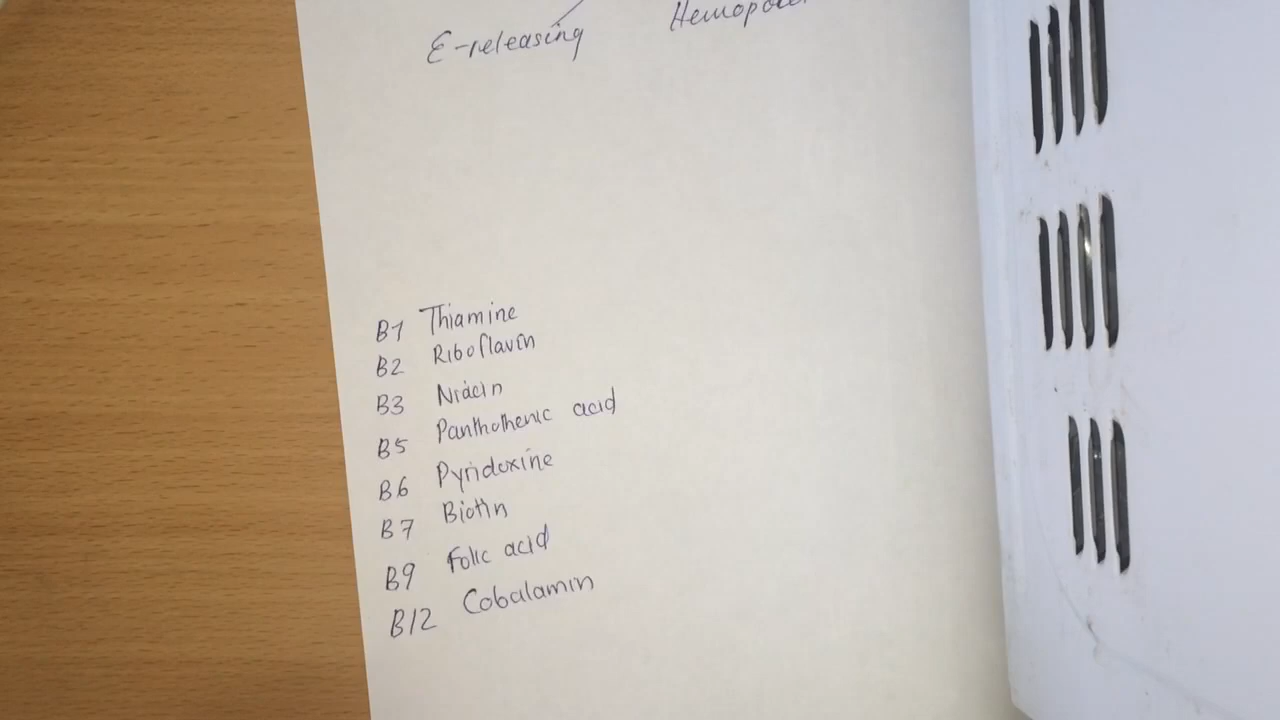 E-releasing
B1 Thiamine
B2 Riboflavin
B3 Niacin
B5 Panthothenic acid
B6 Pyridoxine
B7 Biotin
B9 Folic acid
B12 Cobalamin